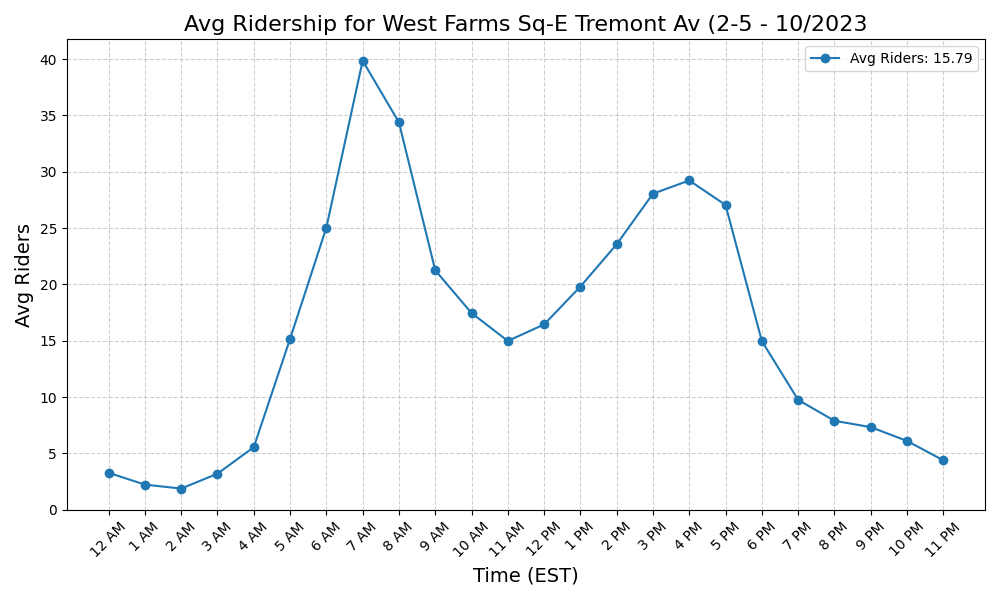 Avg Ridership for West Farms Sq-E Tremont Av (2-5 - 10/2023
Avg Riders: 15.79
Avg Riders
40
35
30
25
20
15
10
5
0
12 AM
1 AM
2 AM
3 AM
4 AM
5 AM
6 AM
7 AM
8 AM
9 AM
10 AM
11 AM
12 PM
1 PM
2 PM
3 PM
4 PM
5 PM
6 PM
7 PM
8 PM
9 PM
10 PM
11 PM
Time (EST)